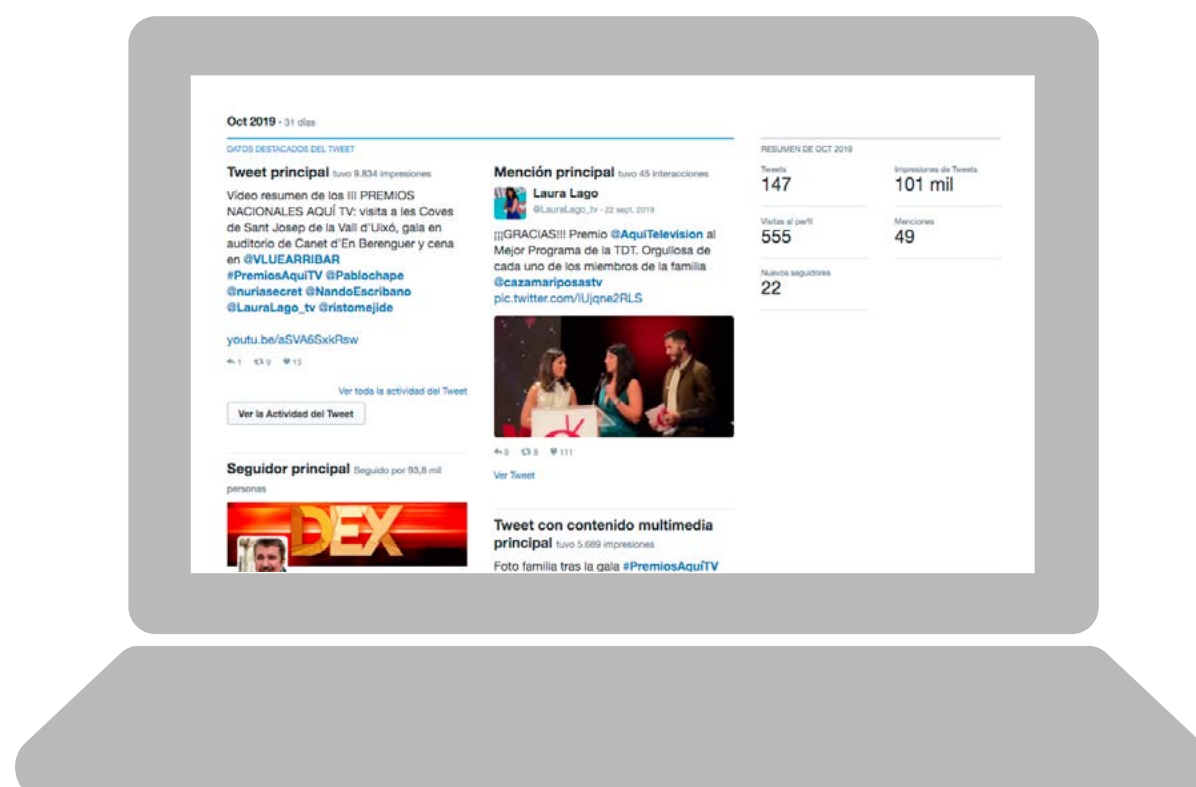 Oct 2019 · 31 días
DATOS DESTACADOS DEL TWEET
Tweet principal tuvo 9.834 impresiones
Vídeo resumen de los III PREMIOS
NACIONALES AQUÍ TV: visita a les Coves
de Sant Josep de la Vall d'Uixó, gala en
auditorio de Canet d'En Berenguer y cena
en @VLUEARRIBAR
#PremiosAquiTV @Pablochape
@nuriasecret @NandoEscribano
@LauraLago_tv @ristomejide
youtu.be/aSVA6SxkRsw
1 9 13
Ver toda la actividad del Tweet
Ver la Actividad del Tweet
Seguidor principal Seguido por 93,8 mil
personas
DEX
Mención principal tuvo 45 interacciones
Laura Lago
@LauraLago_tv · 22 sept. 2019
¡¡¡GRACIAS!!! Premio @AquiTelevision al
Mejor Programa de la TDT. Orgullosa de
cada uno de los miembros de la familia
@cazamariposastv
pic.twitter.com/lUjqne2RLS
9 8 111
Ver Tweet
Tweet con contenido multimedia
principal tuvo 5.689 impresiones
Foto familia tras la gala #PremiosAquíTV
RESUMEN DE OCT 2019
Tweets
147
Impresiones de Tweets
101 mil
Visitas al perfil
555
Menciones
49
Nuevos seguidores
22